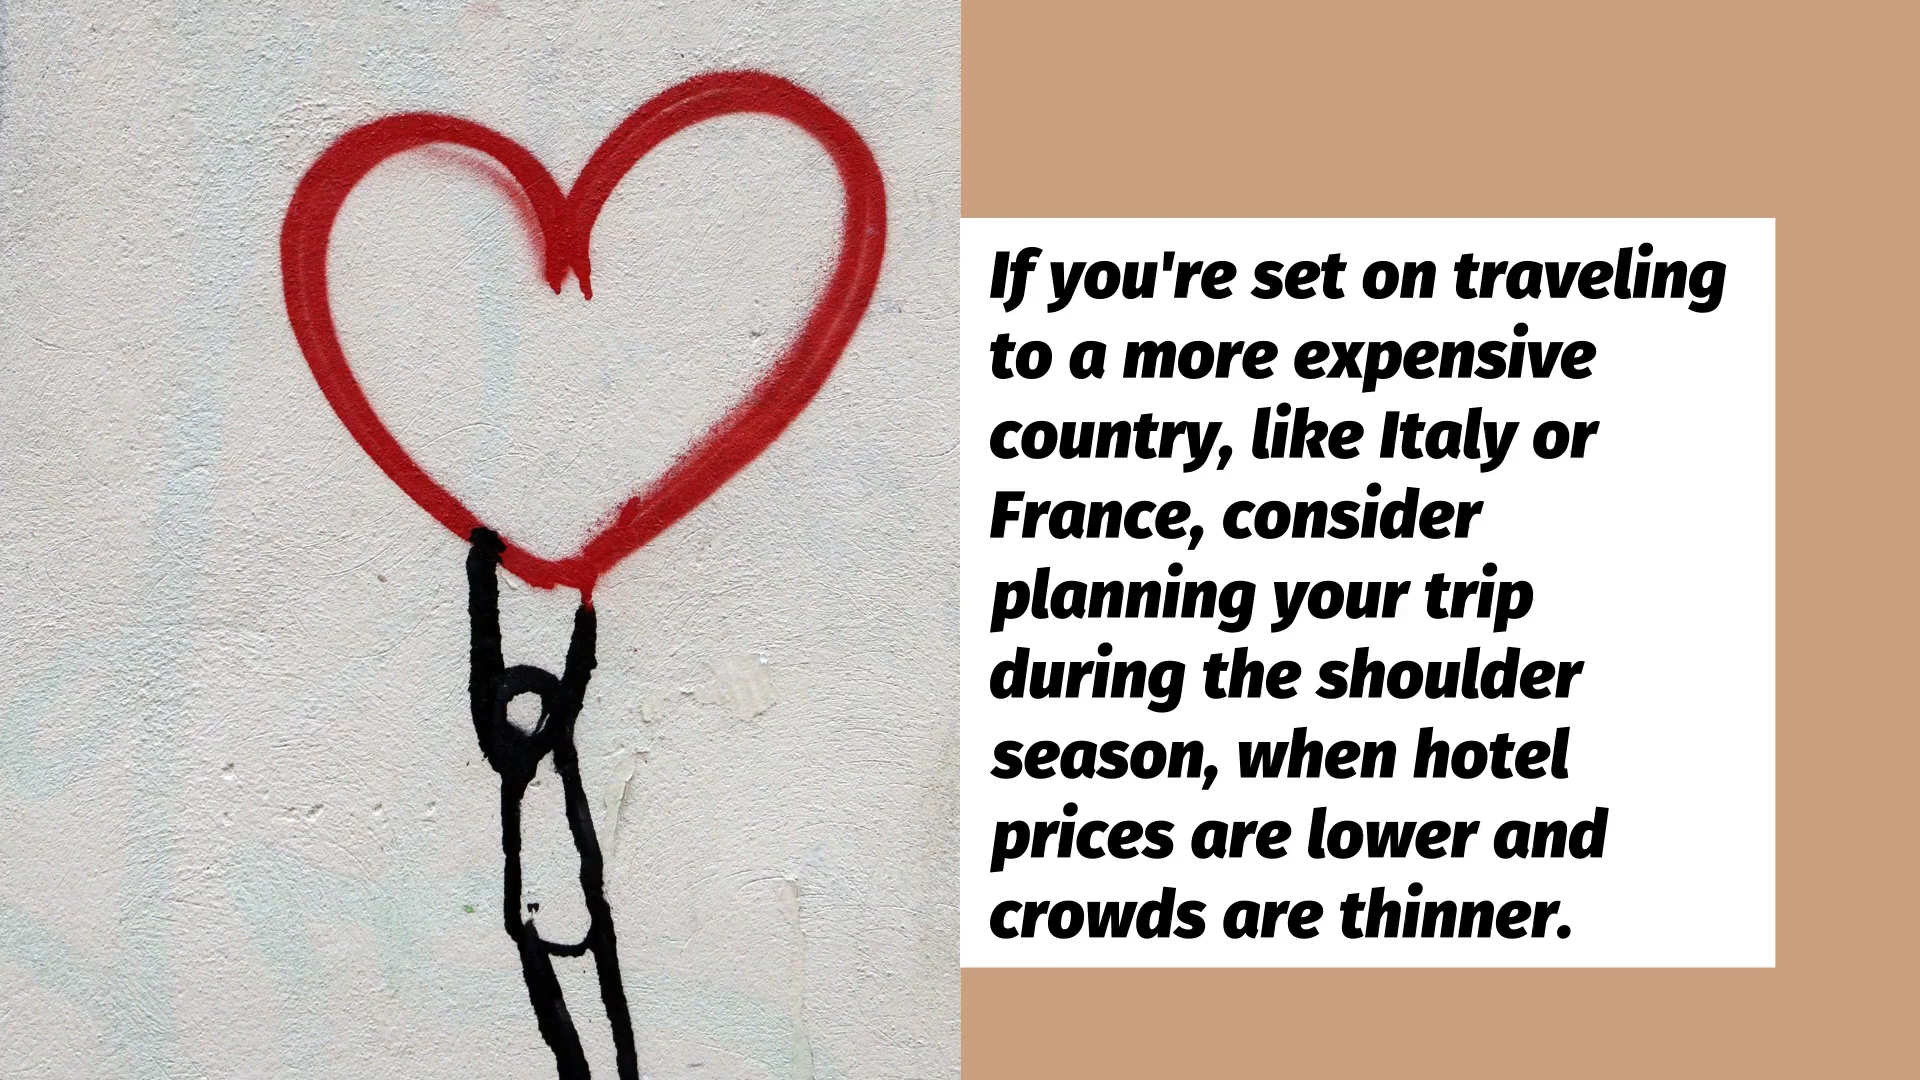 If you're set on traveling
to a more expensive
country, like Italy or
France, consider
planning your trip
during the shoulder
season, when hotel
prices are lower and
crowds are thinner.